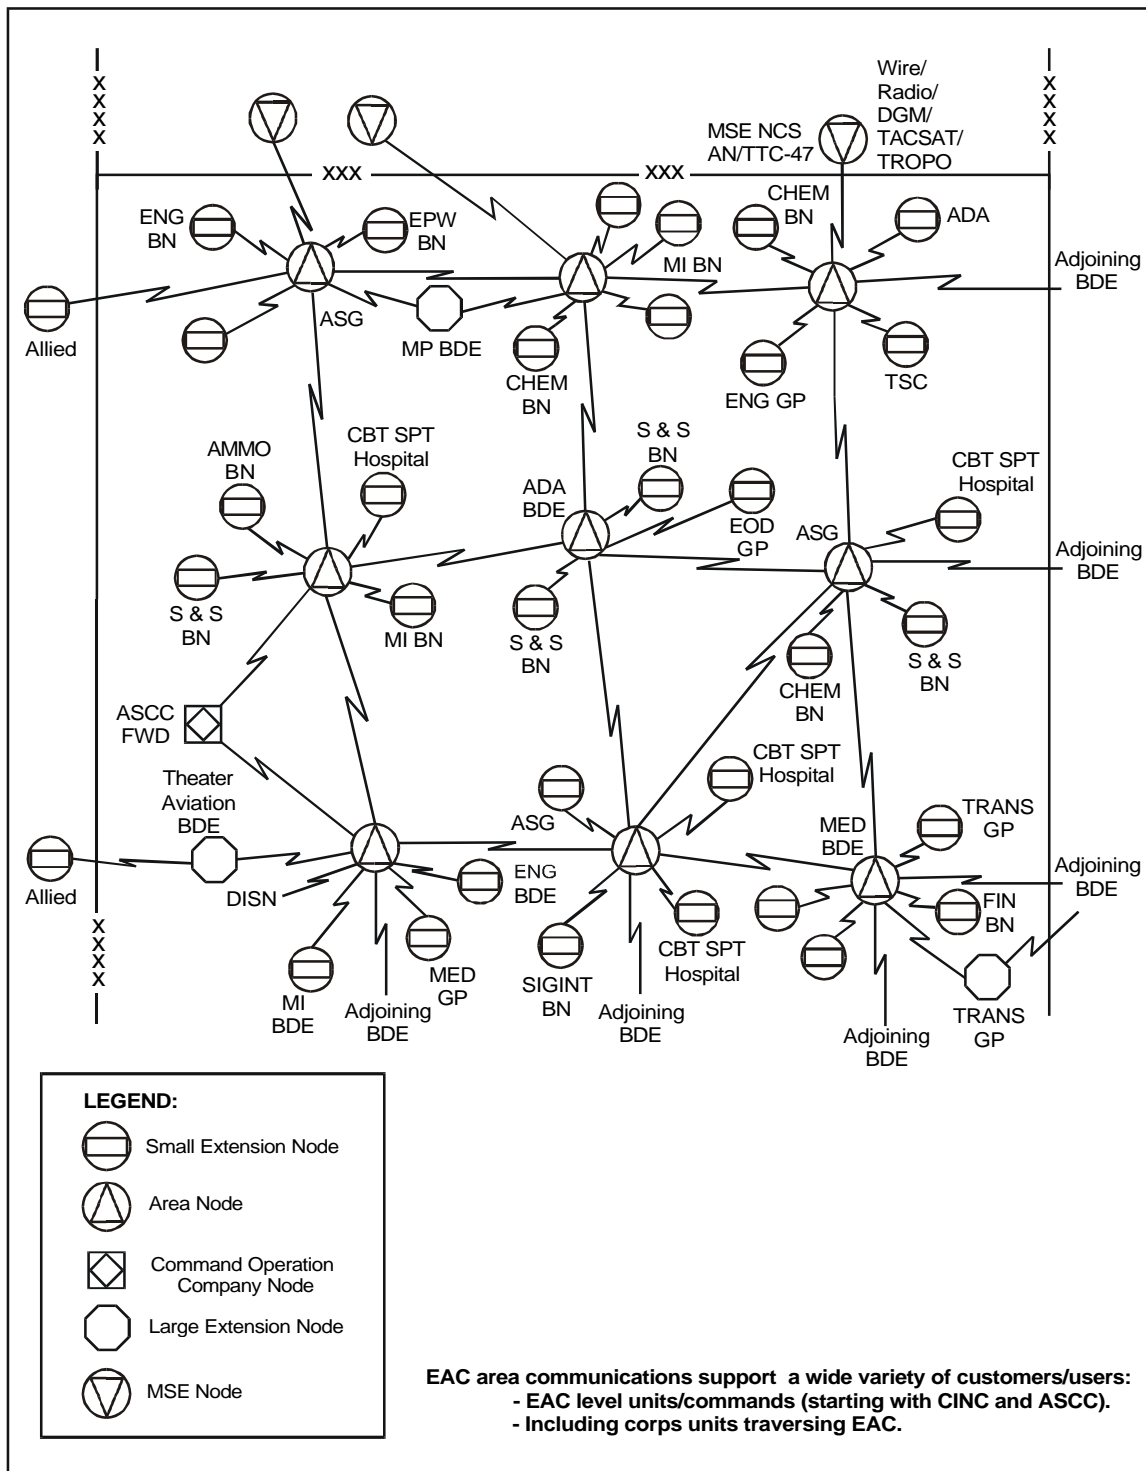 X
X
X
X
Wire/
Radio/
DGM/
TACSAT/
TROPO
X
X
X
X
MSE NCS
AN/TTC-47
XXX
XXX
ENG
BN
EPW
BN
MI BN
CHEM
BN
ADA
Adjoining
BDE
Allied
ASG
MP BDE
CHEM
BN
ENG GP
TSC
AMMO
BN
CBT SPT
Hospital
ADA
BDE
S & S
BN
EOD
GP
ASG
CBT SPT
Hospital
Adjoining
BDE
S & S
BN
MI BN
S & S
BN
CHEM
BN
S & S
BN
ASCC
FWD
Theater
Aviation
BDE
ASG
CBT SPT
Hospital
MED
BDE
TRANS
GP
Adjoining
BDE
Allied
DISN
ENG
BDE
FIN
BN
X
X
X
X
MI
BDE
Adjoining
BDE
MED
GP
SIGINT
BN
Adjoining
BDE
CBT SPT
Hospital
Adjoining
BDE
TRANS
GP
LEGEND:
Small Extension Node
Area Node
Command Operation
Company Node
Large Extension Node
MSE Node
EAC area communications support a wide variety of customers/users:
- EAC level units/commands (starting with CINC and ASCC).
- Including corps units traversing EAC.